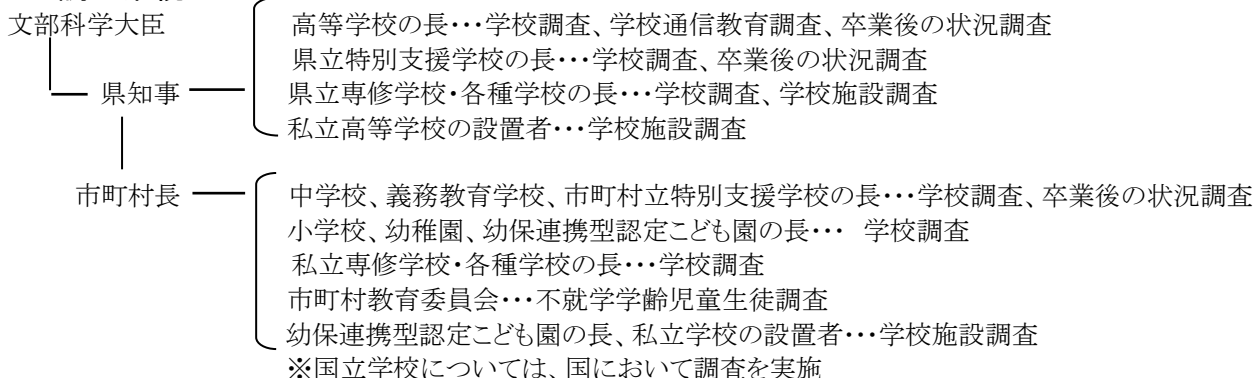 文部科学大臣
高等学校の長・・・学校調査、学校通信教育調査、卒業後の状況調査
県立特別支援学校の長・・・学校調査、卒業後の状況調査
県知事
県立専修学校・各種学校の長・・・学校調査、学校施設調査
私立高等学校の設置者・・・学校施設調査
市町村長
中学校、義務教育学校、市町村立特別支援学校の長・・・学校調査、卒業後の状況調査
小学校、幼稚園、幼保連携型認定こども園の長・・・ 学校調査
私立専修学校・各種学校の長・・・学校調査
市町村教育委員会・・・不就学学齢児童生徒調査
幼保連携型認定こども園の長、私立学校の設置者・・・学校施設調査
※国立学校については、国において調査を実施